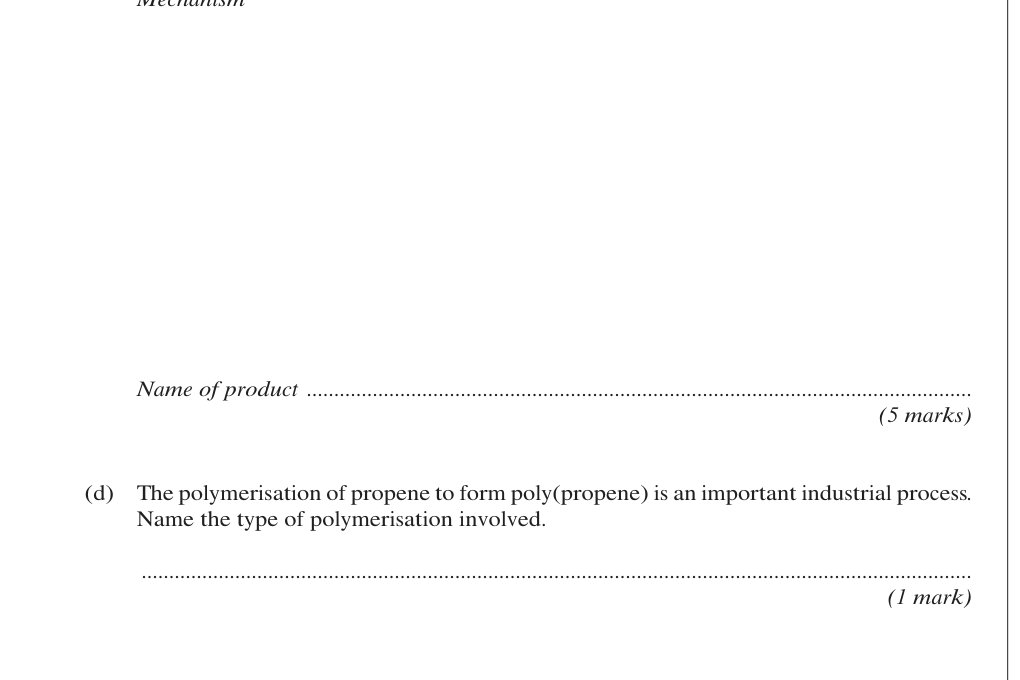 Mechanism
Name of product ................................................................................................................
(5 marks)
(d) The polymerisation of propene to form poly(propene) is an important industrial process.
Name the type of polymerisation involved.
................................................................................................................................................
(1 mark)